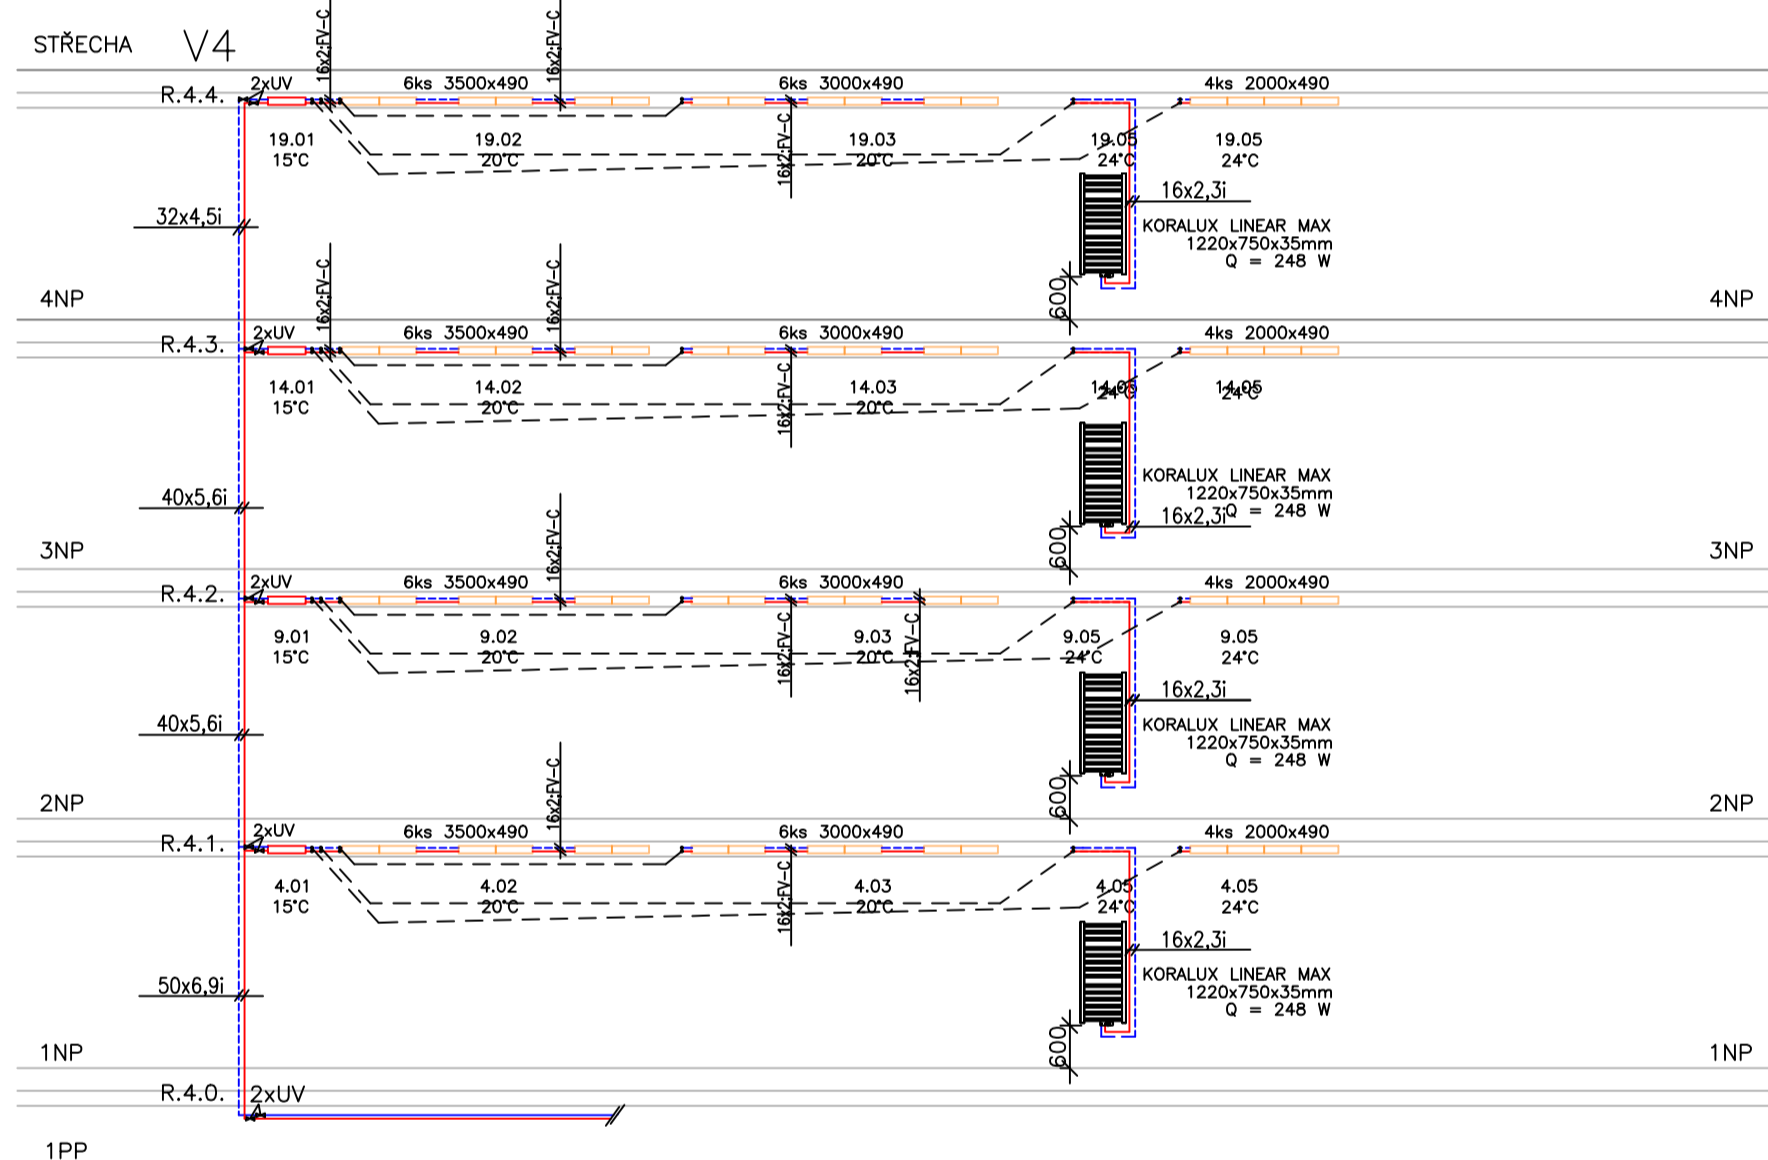 STŘECHA V4
16x2;FV-C 16x2;FV-C
R.4.4. 2xUV 6ks 3500x490 6ks 3000x490 4ks 2000x490
19.01 19.02 19.03 19.05 19.05
15°C 20°C 20°C 24°C 24°C
16x2;FV-C
32x4,5i
16x2,3i
KORALUX LINEAR MAX
1220x750x35mm
Q = 248 W
600
4NP 4NP
16x2;FV-C 16x2;FV-C
R.4.3. 2xUV 6ks 3500x490 6ks 3000x490 4ks 2000x490
14.01 14.02 14.03 14.05 14.05
15°C 20°C 20°C 24°C 24°C
16x2;FV-C
40x5,6i
KORALUX LINEAR MAX
1220x750x35mm
Q = 248 W
16x2,3i
600
3NP 3NP
16x2;FV-C
R.4.2. 2xUV 6ks 3500x490 6ks 3000x490 4ks 2000x490
9.01 9.02 9.03 9.05 9.05
15°C 20°C 20°C 24°C 24°C
16x2;FV-C 16x2;FV-C
40x5,6i
16x2,3i
KORALUX LINEAR MAX
1220x750x35mm
Q = 248 W
600
2NP 2NP
16x2;FV-C
R.4.1. 2xUV 6ks 3500x490 6ks 3000x490 4ks 2000x490
4.01 4.02 4.03 4.05 4.05
15°C 20°C 20°C 24°C 24°C
16x2;FV-C
50x6,9i
16x2,3i
KORALUX LINEAR MAX
1220x750x35mm
Q = 248 W
600
1NP 1NP
R.4.0. 2xUV
1PP